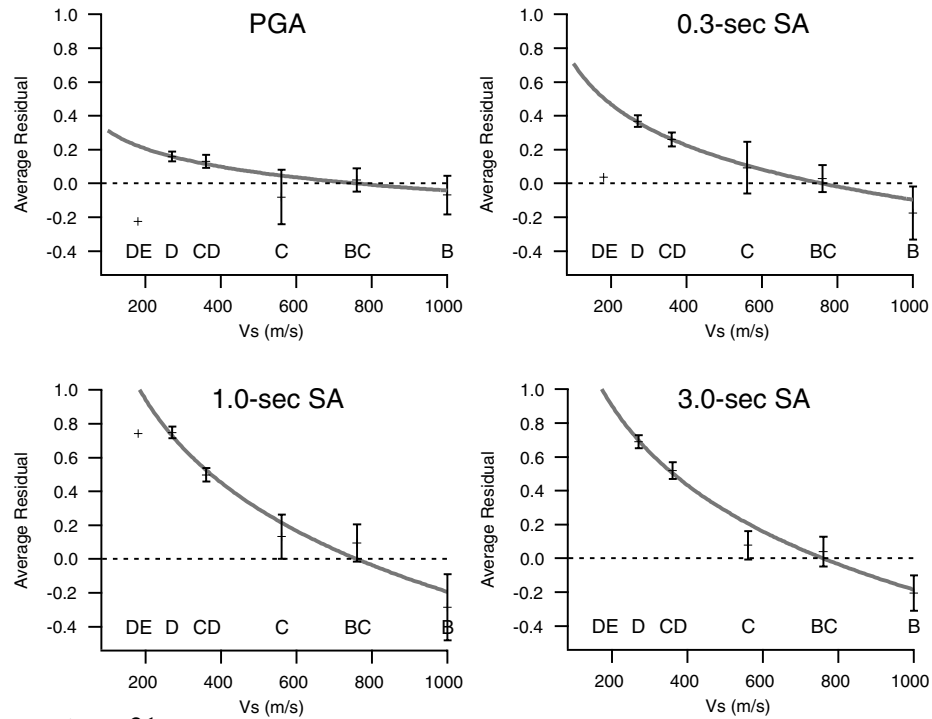 PGA
1.0
0.8
0.6
0.4
0.2
0.0
-0.2
-0.4
Average Residual
DE D CD C BC B
200 400 600 800 1000
Vs (m/s)
0.3-sec SA
1.0
0.8
0.6
0.4
0.2
0.0
-0.2
-0.4
Average Residual
DE D CD C BC B
200 400 600 800 1000
Vs (m/s)
1.0-sec SA
1.0
0.8
0.6
0.4
0.2
0.0
-0.2
-0.4
Average Residual
DE D CD C BC B
200 400 600 800 1000
Vs (m/s)
3.0-sec SA
1.0
0.8
0.6
0.4
0.2
0.0
-0.2
-0.4
Average Residual
DE D CD C BC B
200 400 600 800 1000
Vs (m/s)